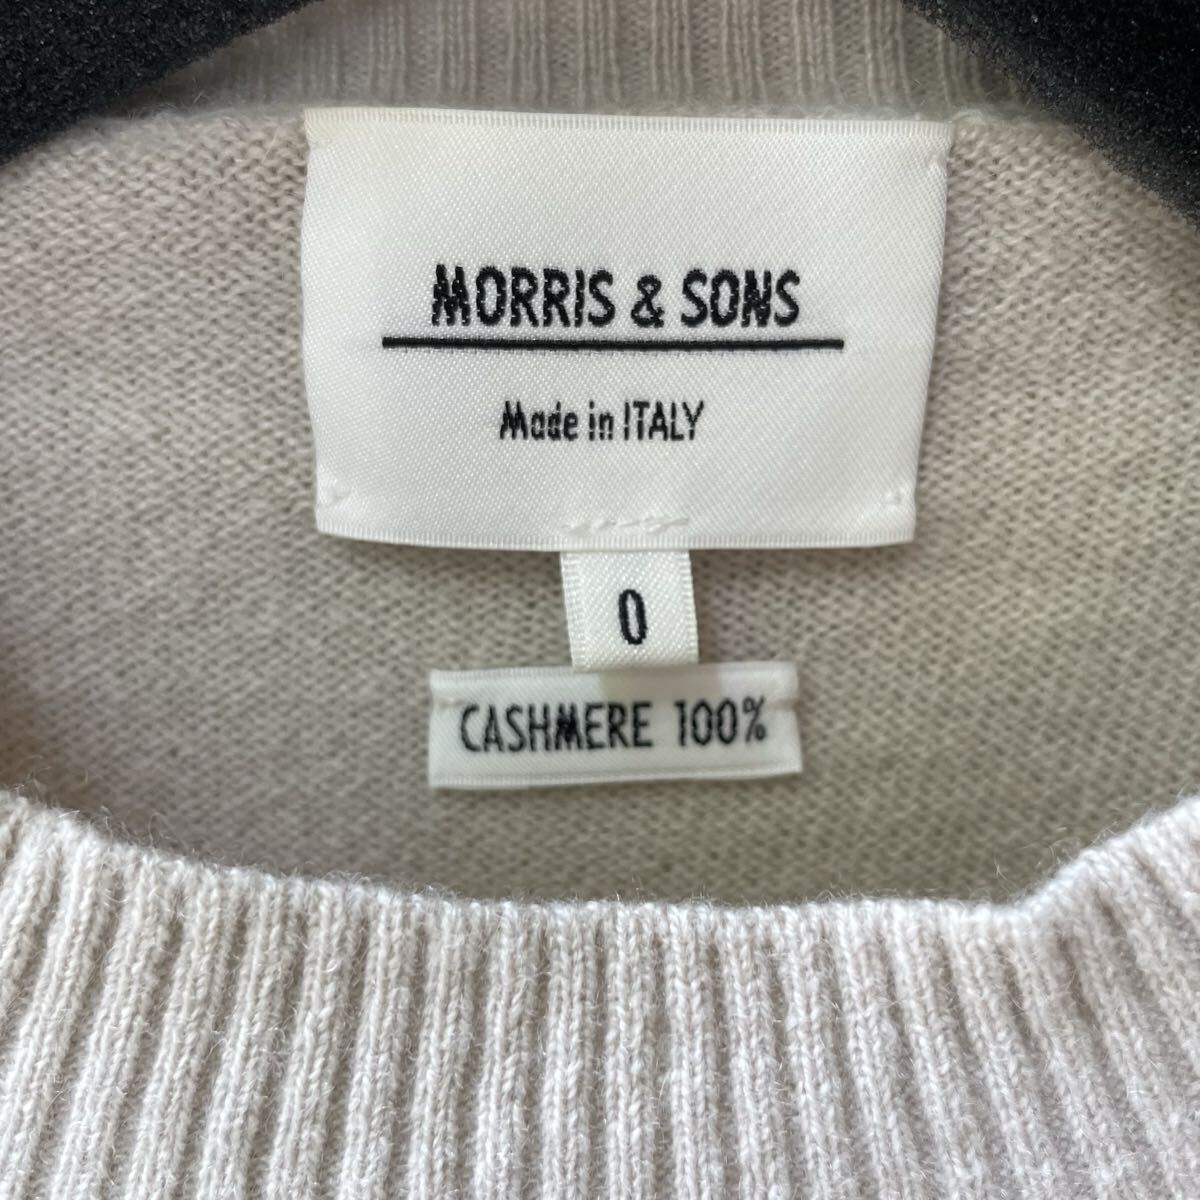 MORRIS & SONS
Made in ITALY
0
CASHMERE 100%